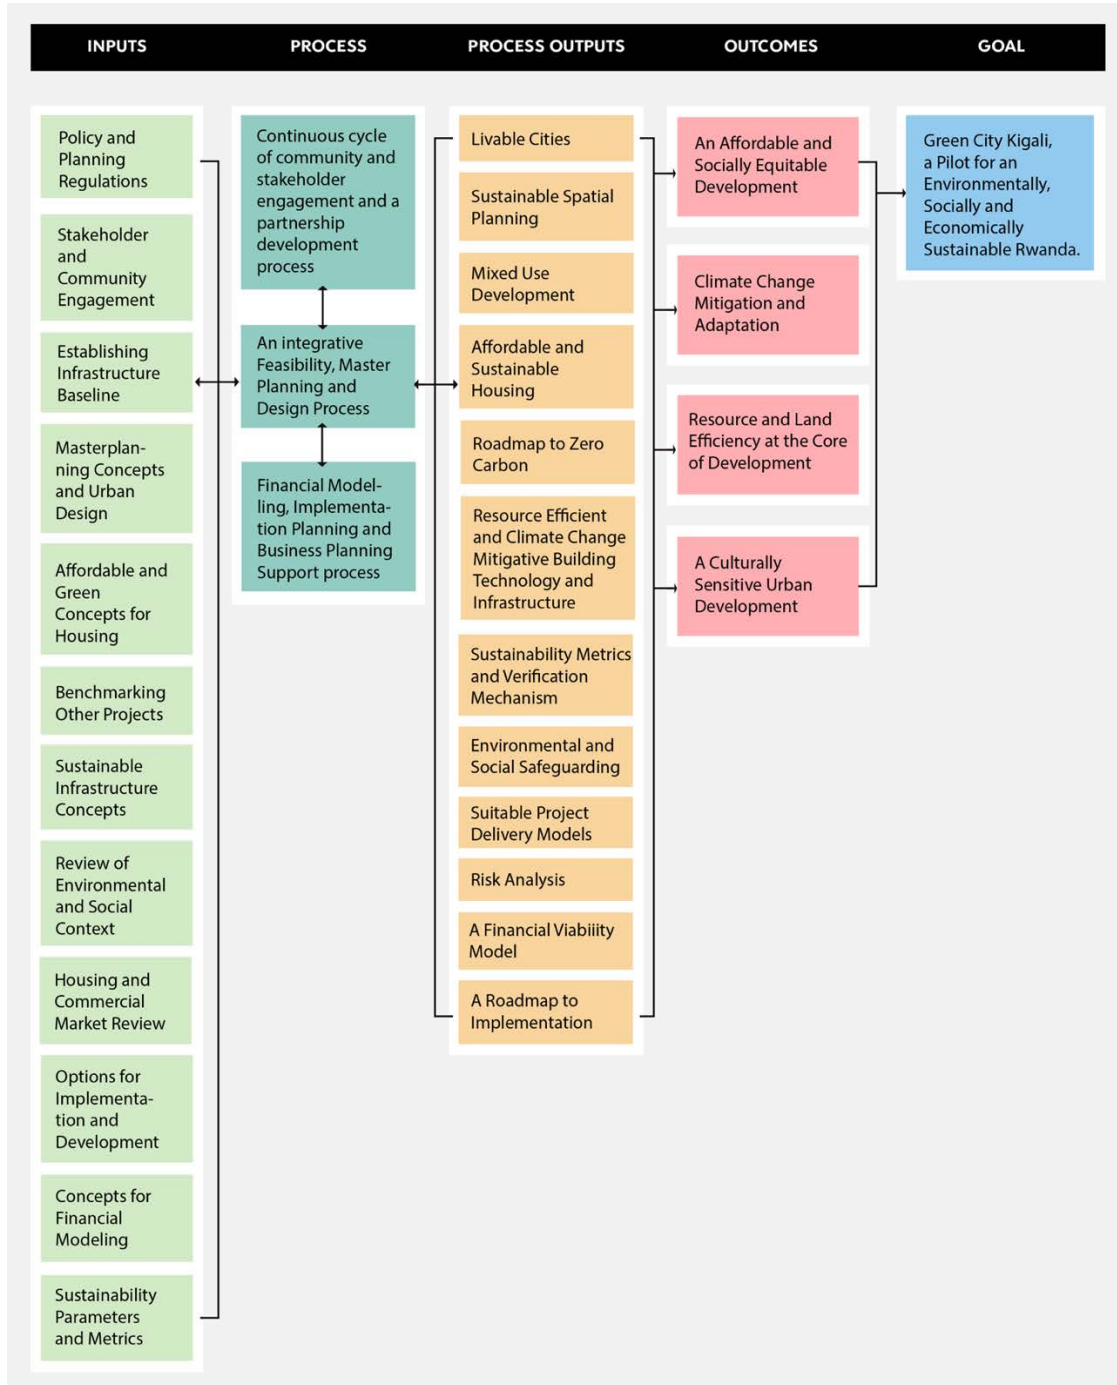 INPUTS
PROCESS
PROCESS OUTPUTS
OUTCOMES
GOAL
Policy and
Planning
Regulations
Stakeholder
and
Community
Engagement
Establishing
Infrastructure
Baseline
Masterplan-
ning Concepts
and Urban
Design
Affordable and
Green
Concepts for
Housing
Benchmarking
Other Projects
Sustainable
Infrastructure
Concepts
Review of
Environmental
and Social
Context
Housing and
Commercial
Market Review
Options for
Implementa-
tion and
Development
Concepts for
Financial
Modeling
Sustainability
Parameters
and Metrics
Continuous cycle
of community and
stakeholder
engagement and a
partnership
development
process
An integrative
Feasibility, Master
Planning and
Design Process
Financial Model-
ling, Implementa-
tion Planning and
Business Planning
Support process
Livable Cities
Sustainable Spatial
Planning
Mixed Use
Development
Affordable and
Sustainable
Housing
Roadmap to Zero
Carbon
Resource Efficient
and Climate Change
Mitigative Building
Technology and
Infrastructure
Sustainability Metrics
and Verification
Mechanism
Environmental and
Social Safeguarding
Suitable Project
Delivery Models
Risk Analysis
A Financial Viabiiity
Model
A Roadmap to
Implementation
An Affordable and
Socially Equitable
Development
Climate Change
Mitigation and
Adaptation
Resource and Land
Efficiency at the Core
of Development
A Culturally
Sensitive Urban
Development
Green City Kigali,
a Pilot for an
Environmentally,
Socially and
Economically
Sustainable Rwanda.